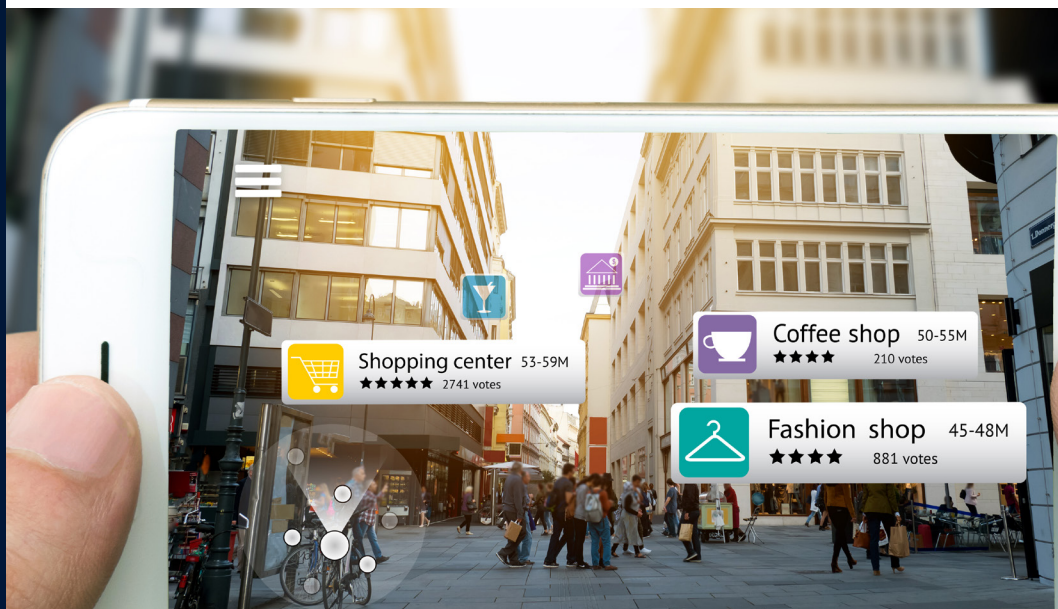 Shopping center 53-59M
★★★★★ 2741 votes
Coffee shop 50-55M
★★★★ 210 votes
Fashion shop 45-48M
★★★★ 881 votes
$